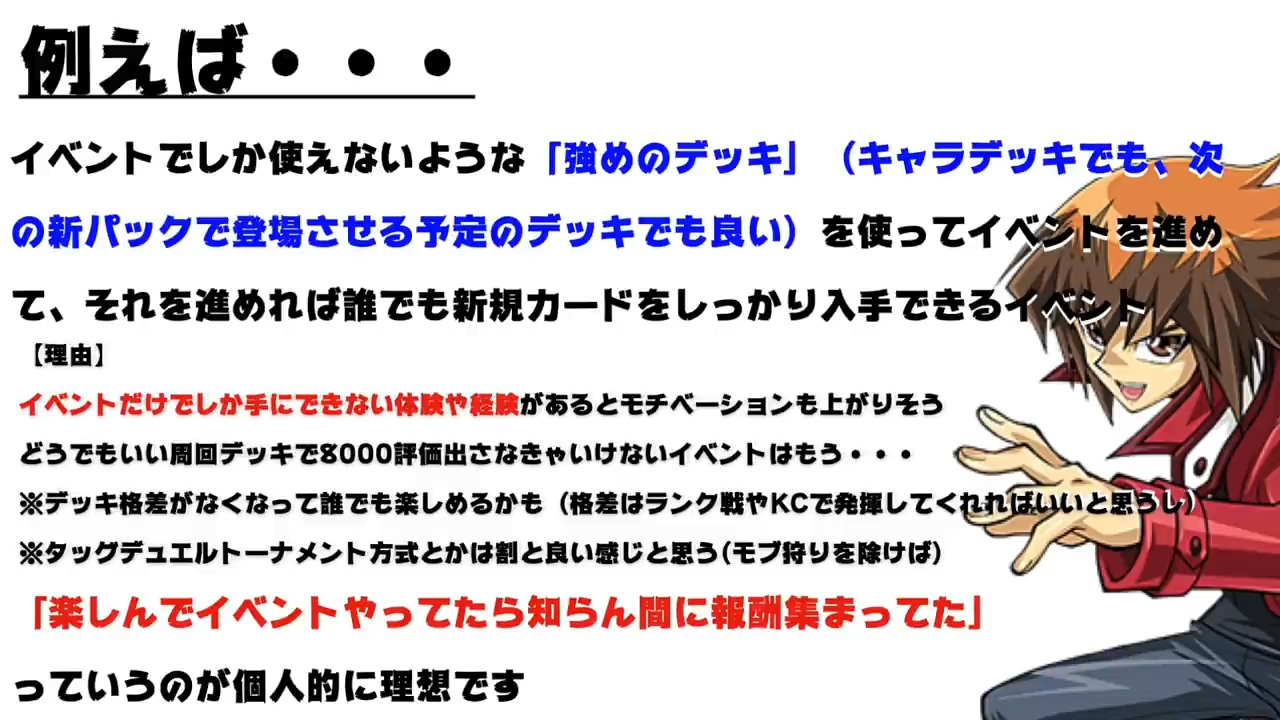 例えば・・・
イベントでしか使えないような「強めのデッキ」（キャラデッキでも、次
の新パックで登場させる予定のデッキでも良い）を使ってイベントを進め
て、それを進めれば誰でも新規カードをしっかり入手できるイベント
【理由】
イベントだけでしか手にできない体験や経験があるとモチベーションも上がりそう
どうでもいい周回デッキで8000評価出さなきゃいけないイベントはもう・・・
※デッキ格差がなくなって誰でも楽しめるかも（格差はランク戦やKCで発揮してくれればいいと思うし）
※タッグデュエルトーナメント方式とかは割と良い感じと思う(モブ狩りを除けば)
「楽しんでイベントやってたら知らん間に報酬集まってた」
っていうのが個人的に理想です